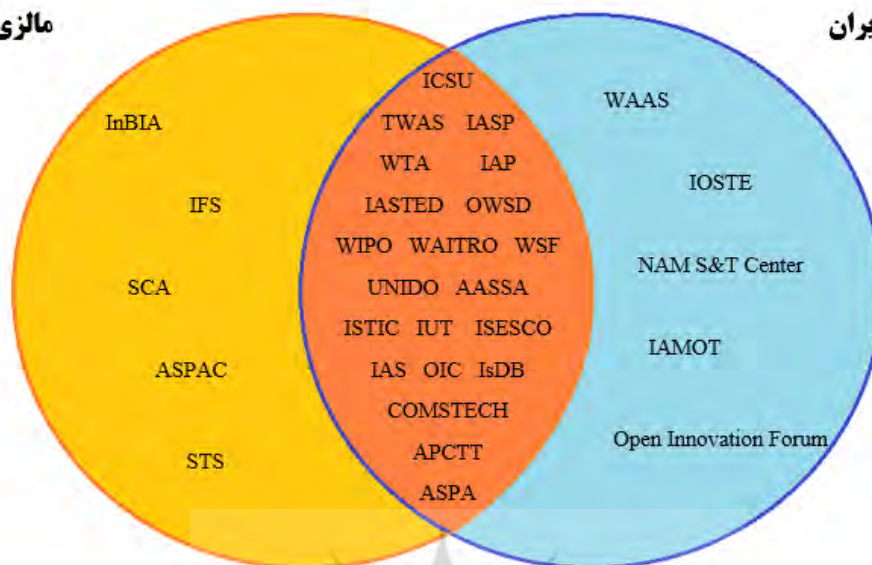 مالزی
یران
ICSU
InBIA
TWAS IASP
WAAS
WTA IAP
IOSTE
IFS
IASTED OWSD
WIPO WAITRO WSF
NAM S&T Center
SCA
UNIDO AASSA
ISTIC IUT ISESCO
IAMOT
ASPAC
IAS OIC IsDB
COMSTECH
Open Innovation Forum
STS
APCTT
ASPA